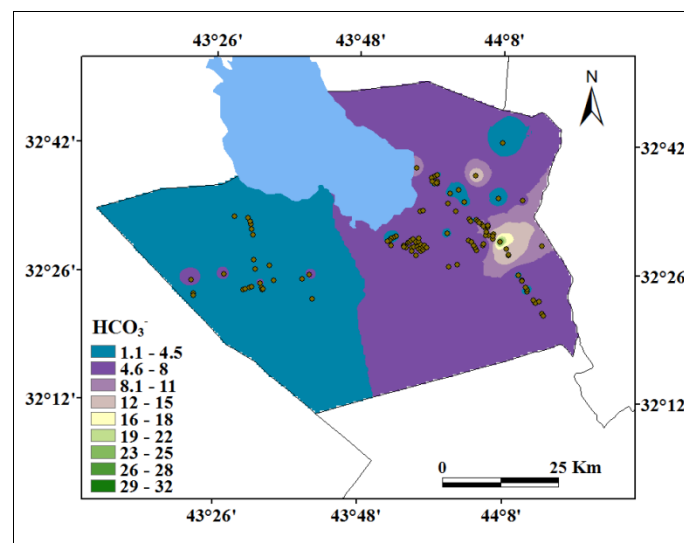 43°26' 43°48' 44°8'
N
32°42' 32°42'
32°26' 32°26'
HCO₃⁻
1.1 - 4.5
4.6 - 8
8.1 - 11
12 - 15
16 - 18
19 - 22
23 - 25
26 - 28
29 - 32
32°12' 32°12'
0 25 Km
43°26' 43°48' 44°8'